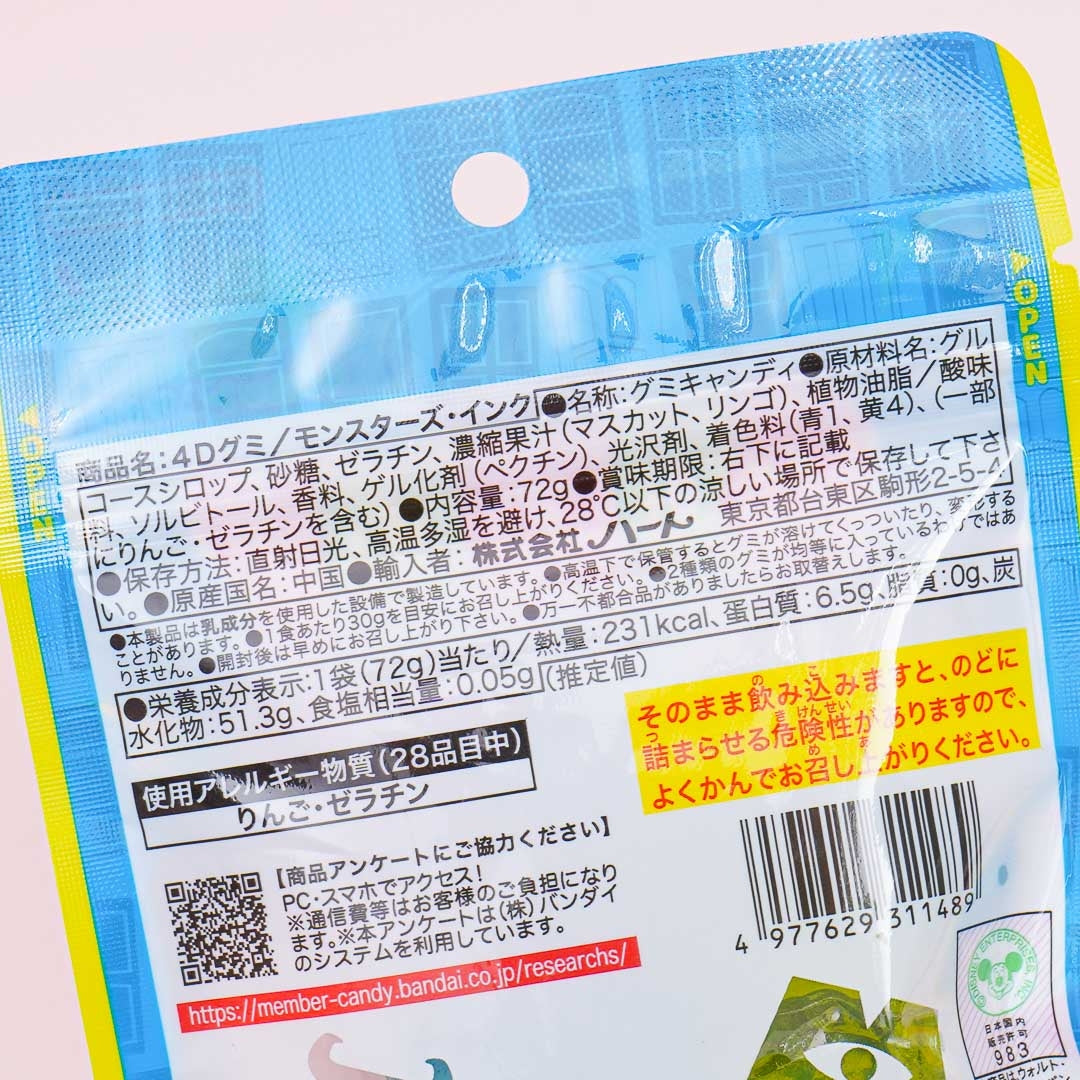 OPEN
OPEN
商品名:4Dグミ/モンスターズ・インク ●名称:グミキャンディ ●原材料名:グル
コースシロップ、砂糖、ゼラチン、濃縮果汁(マスカット、リンゴ)、植物油脂/酸味
料、ソルビトール、香料、ゲル化剤(ペクチン)、光沢剤、着色料(青1、黄4)、(一部
にりんご・ゼラチンを含む) ●内容量:72g ●賞味期限:右下に記載
●保存方法:直射日光、高温多湿を避け、28℃以下の涼しい場所で保存して下さ
い。●原産国名:中国 ●輸入者:株式会社ハート 東京都台東区駒形2-5-4
●本製品は乳成分を使用した設備で製造しています。●高温下で保管するとグミが溶けてくっついたり、変形する
ことがあります。●1食あたり30gを目安にお召し上がりください。●2種類のグミが均等に入っているわけではあ
りません。●開封後は早めにお召し上がり下さい。●万一不都合品がありましたらお取替えします。
●栄養成分表示:1袋(72g)当たり/熱量:231kcal、蛋白質:6.5g、脂質:0g、炭
水化物:51.3g、食塩相当量:0.05g(推定値)
そのまま飲み込みますと、のどに
詰まらせる危険性がありますので、
よくかんでお召し上がりください。
使用アレルギー物質(28品目中)
りんご・ゼラチン
【商品アンケートにご協力ください】
PC・スマホでアクセス!
※通信費等はお客様のご負担になり
ます。※本アンケートは(株)バンダイ
のシステムを利用しています。
https://member-candy.bandai.co.jp/researchs/
4 977629 311489
©DISNEY ENTERPRISES, INC.
日本国内
販売許可
983